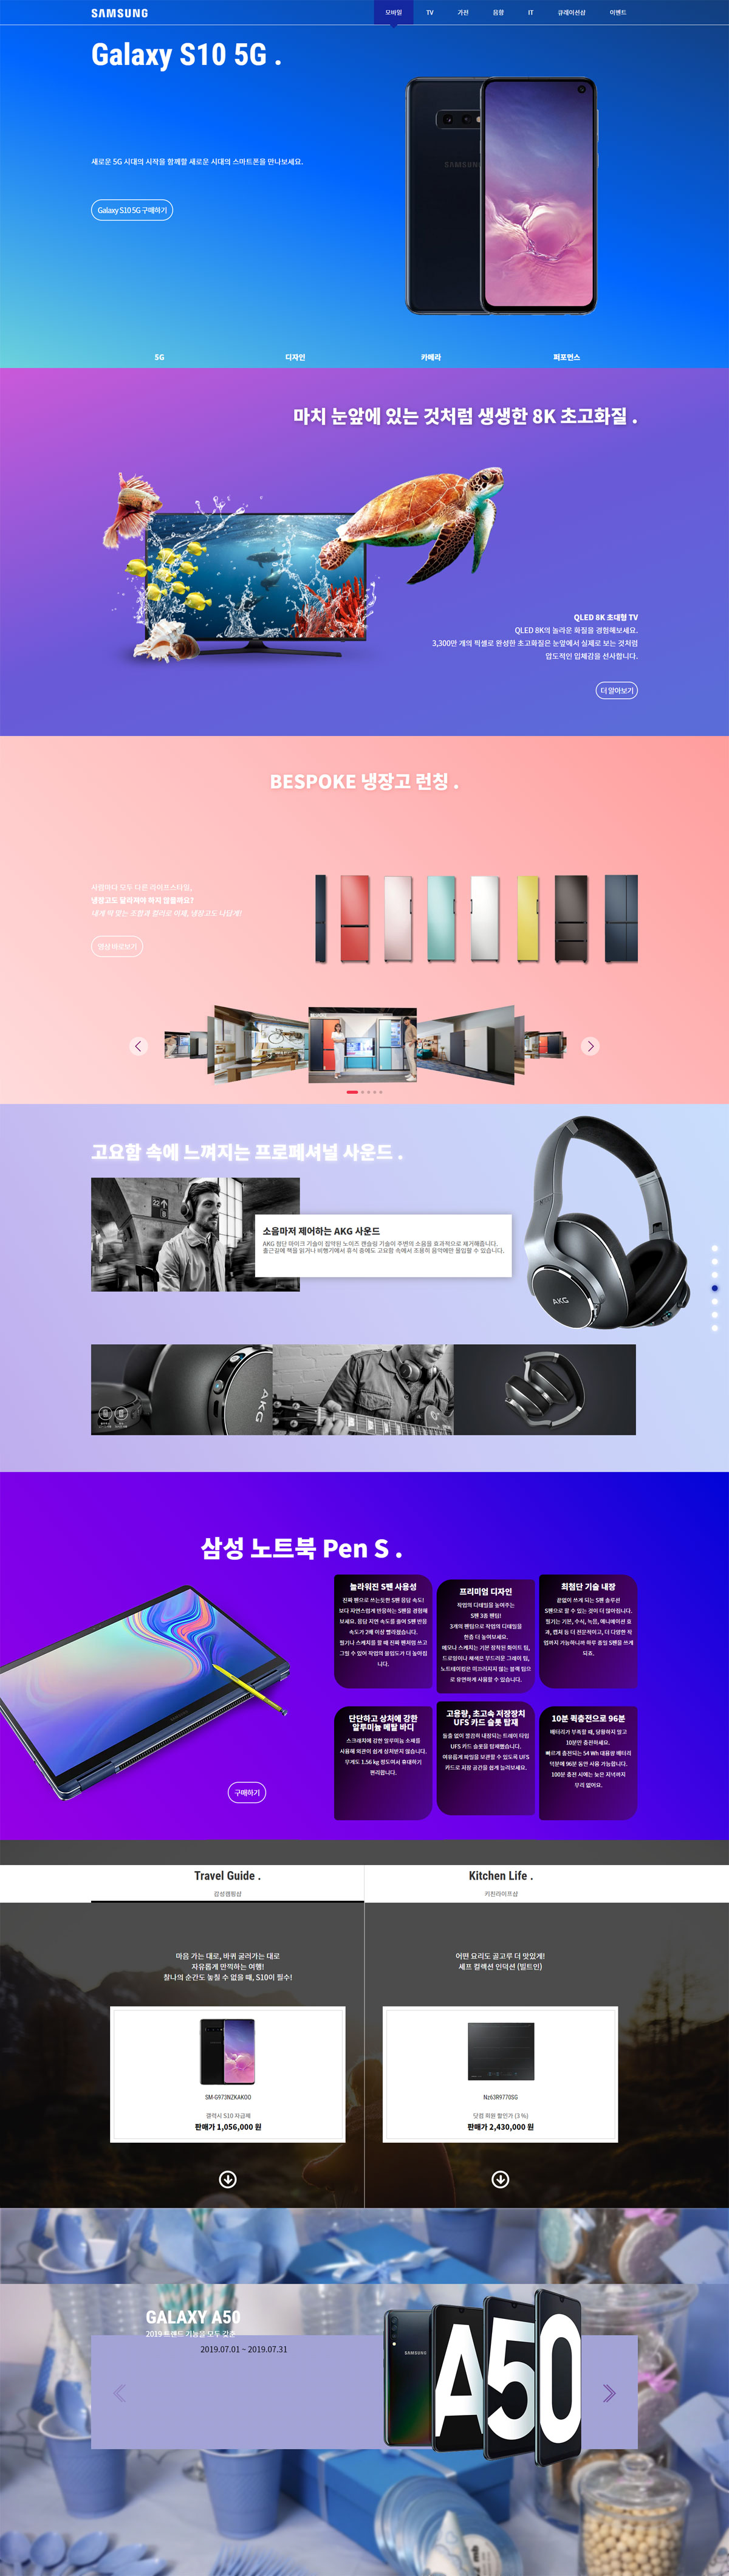 SAMSUNG
모바일 TV 가전 음향 IT 큐레이션샵 이벤트
Galaxy S10 5G .
SAMSUNG
새로운 5G 시대의 시작을 함께할 새로운 시대의 스마트폰을 만나보세요.
Galaxy S10 5G 구매하기
5G 디자인 카메라 퍼포먼스
마치 눈앞에 있는 것처럼 생생한 8K 초고화질 .
QLED 8K 초대형 TV
QLED 8K의 놀라운 화질을 경험해보세요.
3,300만 개의 픽셀로 완성한 초고화질은 눈앞에서 실제로 보는 것처럼
압도적인 입체감을 선사합니다.
더 알아보기
BESPOKE 냉장고 런칭 .
사람마다 모두 다른 라이프스타일,
냉장고도 달라져야 하지 않을까요?
내게 딱 맞는 조합과 컬러로 이제, 냉장고도 나답게!
영상 바로보기
고요함 속에 느껴지는 프로페셔널 사운드 .
22
소음마저 제어하는 AKG 사운드
AKG 첨단 마이크 기술이 집약된 노이즈 캔슬링 기술이 주변의 소음을 효과적으로 제거해줍니다.
출근길에 책을 읽거나 비행기에서 휴식 중에도 고요함 속에서 조용히 음악에만 몰입할 수 있습니다.
AKG
AKG
삼성 노트북 Pen S .
놀라워진 S펜 사용성
진짜 펜으로 쓰는듯한 S펜 응답 속도!
보다 자연스럽게 반응하는 S펜을 경험해
보세요. 응답 지연 속도를 줄여 S펜 반응
속도가 2배 이상 빨라졌습니다.
필기나 스케치를 할 때 진짜 펜처럼 쓰고
그릴 수 있어 작업의 몰입도가 더 높아집
니다.
프리미엄 디자인
작업의 디테일을 높여주는
S펜 3종 팬팁!
3개의 팬팁으로 작업의 디테일을
한층 더 높여보세요.
메모나 스케치는 기본 장착된 화이트 팁,
드로잉이나 채색은 부드러운 그레이 팁,
노트테이킹은 미끄러지지 않는 블랙 팁으
로 유연하게 사용할 수 있습니다.
최첨단 기술 내장
끝없이 쓰게 되는 S펜 솔루션
S펜으로 할 수 있는 것이 더 많아집니다.
필기는 기본, 수식, 녹음, 애니메이션 효
과, 캡처 등 더 전문적이고, 더 다양한 작
업까지 가능하니까 하루 종일 S펜을 쓰게
되죠.
단단하고 상처에 강한
알루미늄 메탈 바디
스크래치에 강한 알루미늄 소재를
사용해 외관이 쉽게 상처받지 않습니다.
무게도 1.56 kg 정도여서 휴대하기
편리합니다.
고용량, 초고속 저장장치
UFS 카드 슬롯 탑재
돌출 없이 깔끔히 내장되는 트레이 타입
UFS 카드 슬롯을 탑재했습니다.
여유롭게 파일을 보관할 수 있도록 UFS
카드로 저장 공간을 쉽게 늘려보세요.
10분 퀵충전으로 96분
배터리가 부족할 때, 당황하지 말고
10분만 충전하세요.
빠르게 충전되는 54 Wh 대용량 배터리
덕분에 96분 동안 사용 가능합니다.
100분 충전 시에는 늦은 저녁까지
무리 없어요.
구매하기
Travel Guide .
감성캠핑샵
Kitchen Life .
키친라이프샵
마음 가는 대로, 바퀴 굴러가는 대로
자유롭게 만끽하는 여행!
찰나의 순간도 놓칠 수 없을 때, S10이 필수!
어떤 요리도 골고루 더 맛있게!
셰프 컬렉션 인덕션 (빌트인)
SM-G973NZKAKOO
갤럭시 S10 자급제
판매가 1,056,000 원
Nz63R9770SG
닷컴 회원 할인가 (3 %)
판매가 2,430,000 원
GALAXY A50
2019 트렌드 기능을 모두 갖춘
2019.07.01 ~ 2019.07.31
SAMSUNG
A50